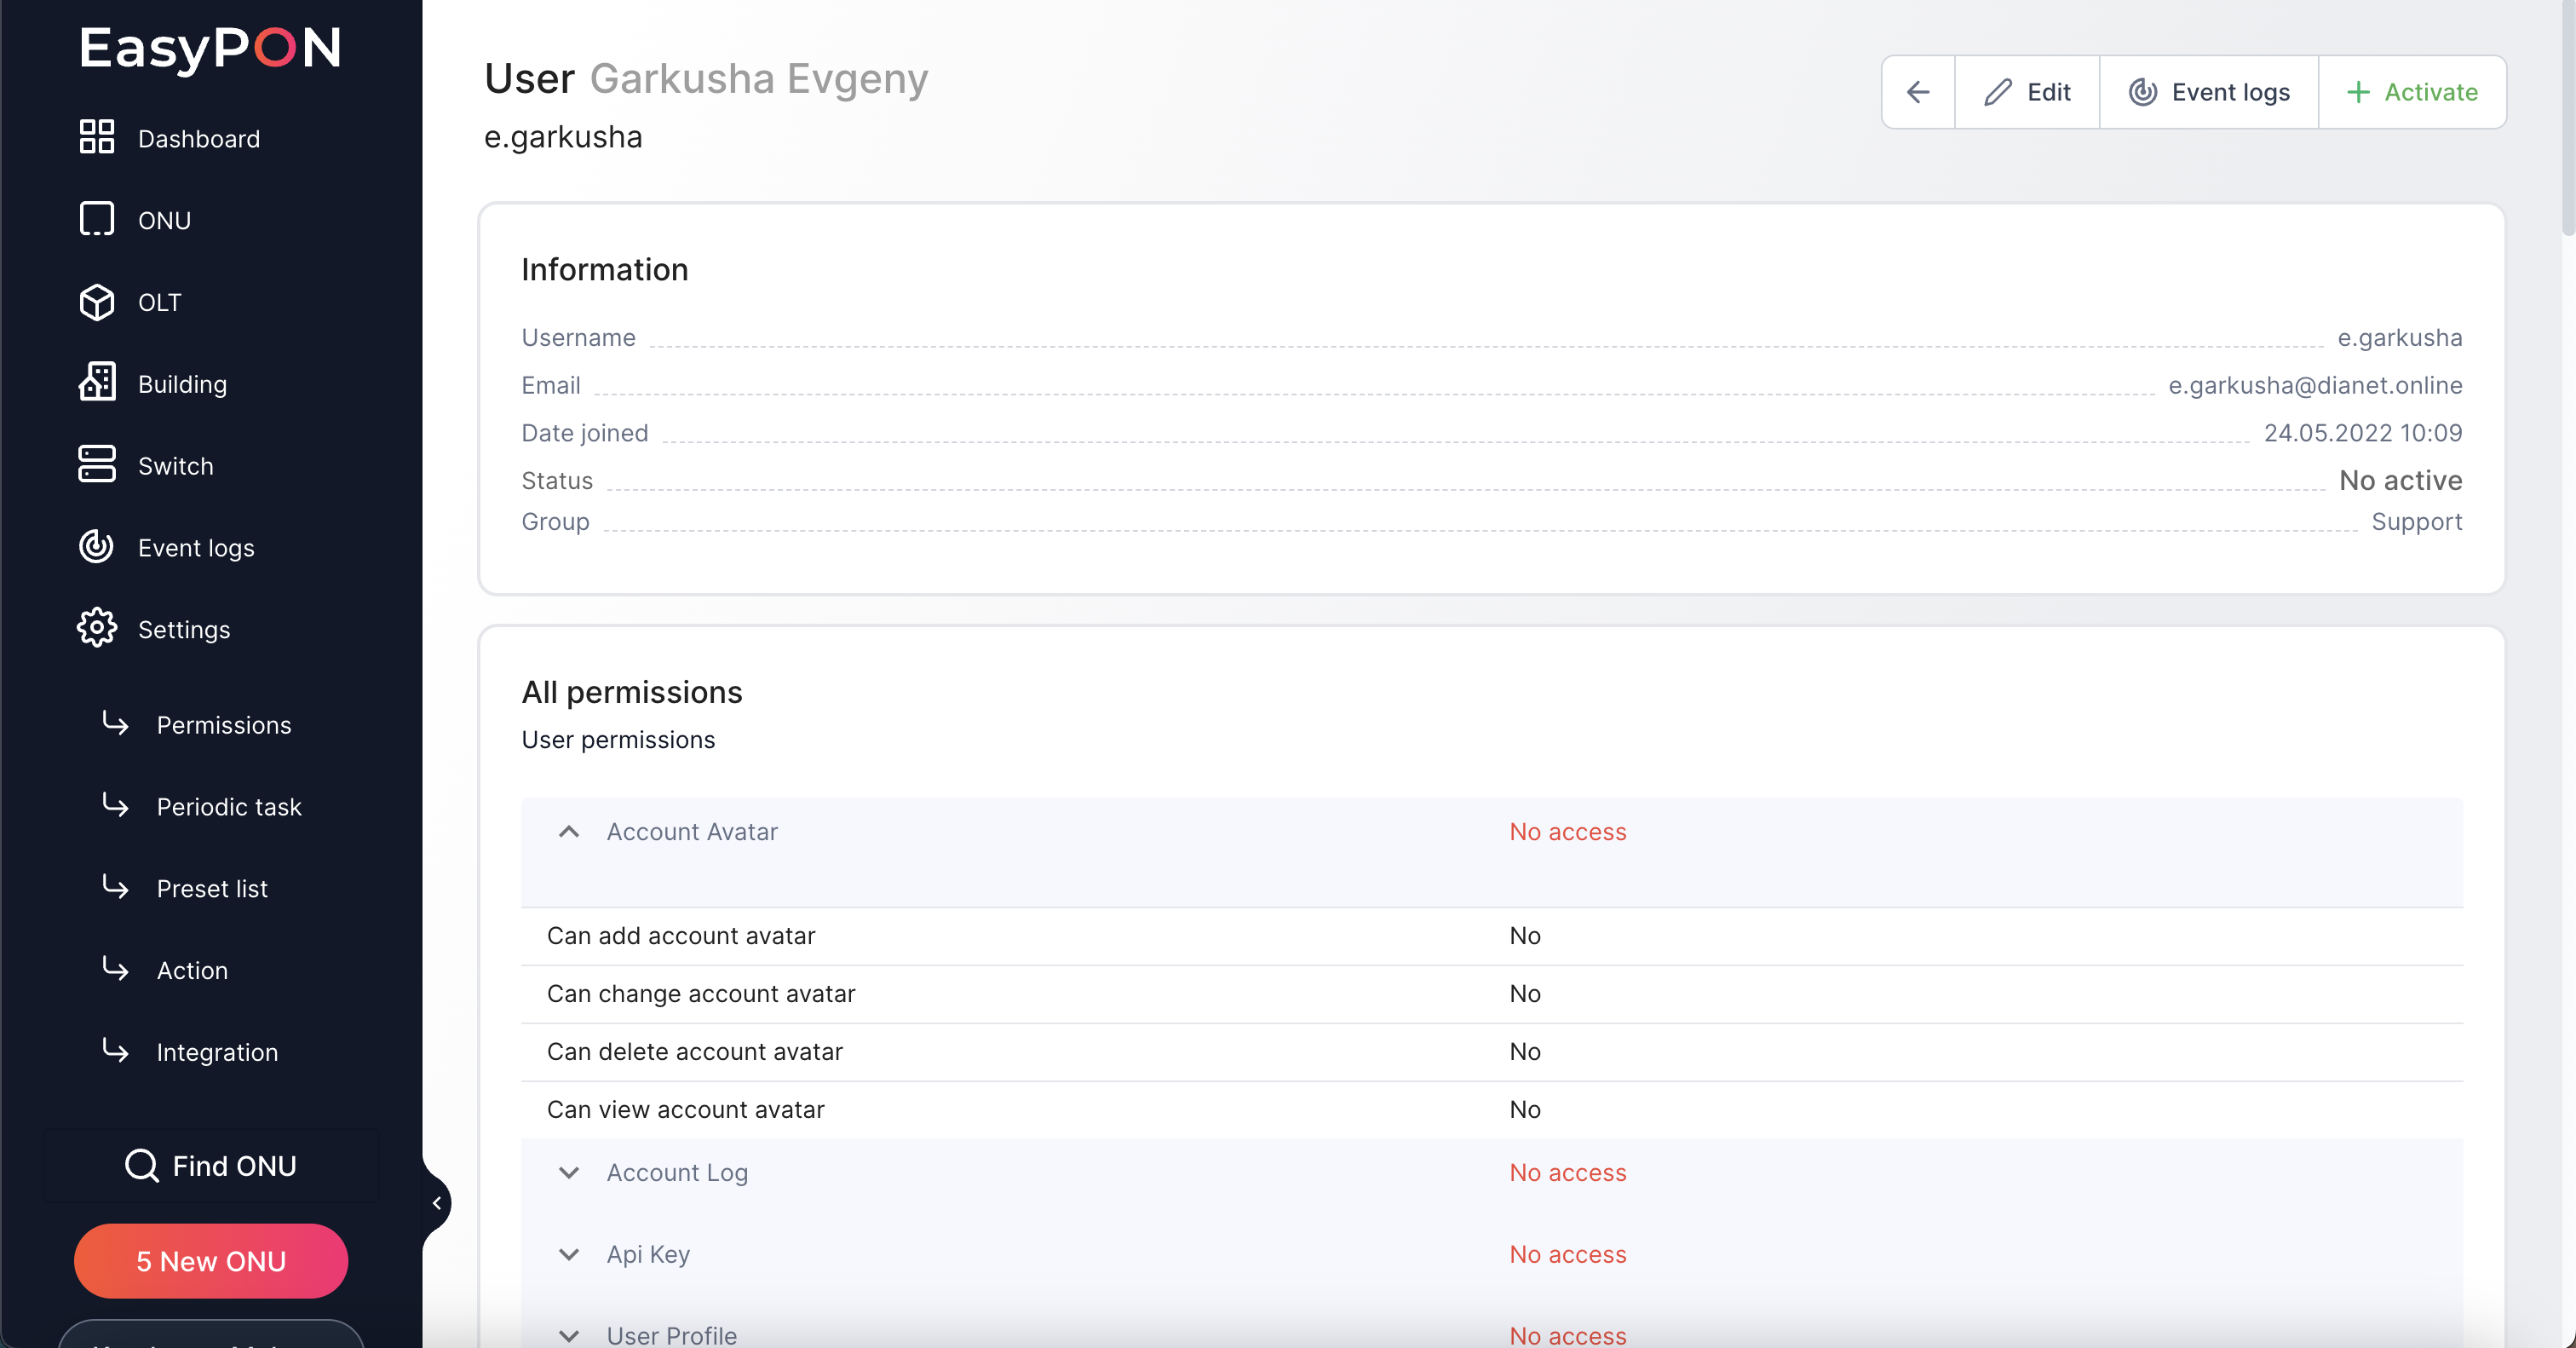 EasyPON
Dashboard
ONU
OLT
Building
Switch
Event logs
Settings
Permissions
Periodic task
Preset list
Action
Integration
Find ONU
5 New ONU
User Garkusha Evgeny
e.garkusha
Edit
Event logs
Activate
Information
Username e.garkusha
Email e.garkusha@dianet.online
Date joined 24.05.2022 10:09
Status No active
Group Support
All permissions
User permissions
Account Avatar No access
Can add account avatar No
Can change account avatar No
Can delete account avatar No
Can view account avatar No
Account Log No access
Api Key No access
User Profile No access